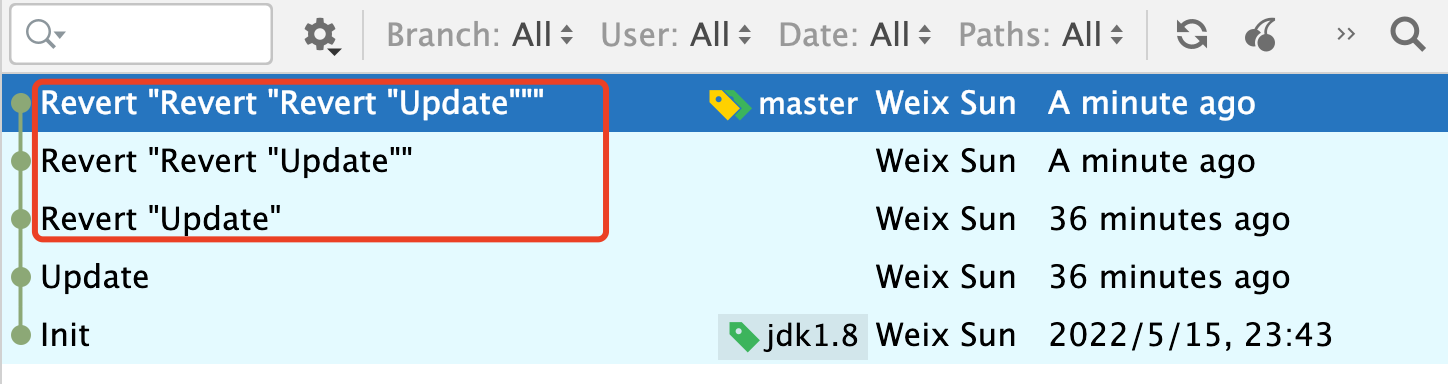 Branch: All User: All Date: All Paths: All
Revert "Revert "Revert "Update""" master Weix Sun A minute ago
Revert "Revert "Update"" Weix Sun A minute ago
Revert "Update" Weix Sun 36 minutes ago
Update Weix Sun 36 minutes ago
Init jdk1.8 Weix Sun 2022/5/15, 23:43